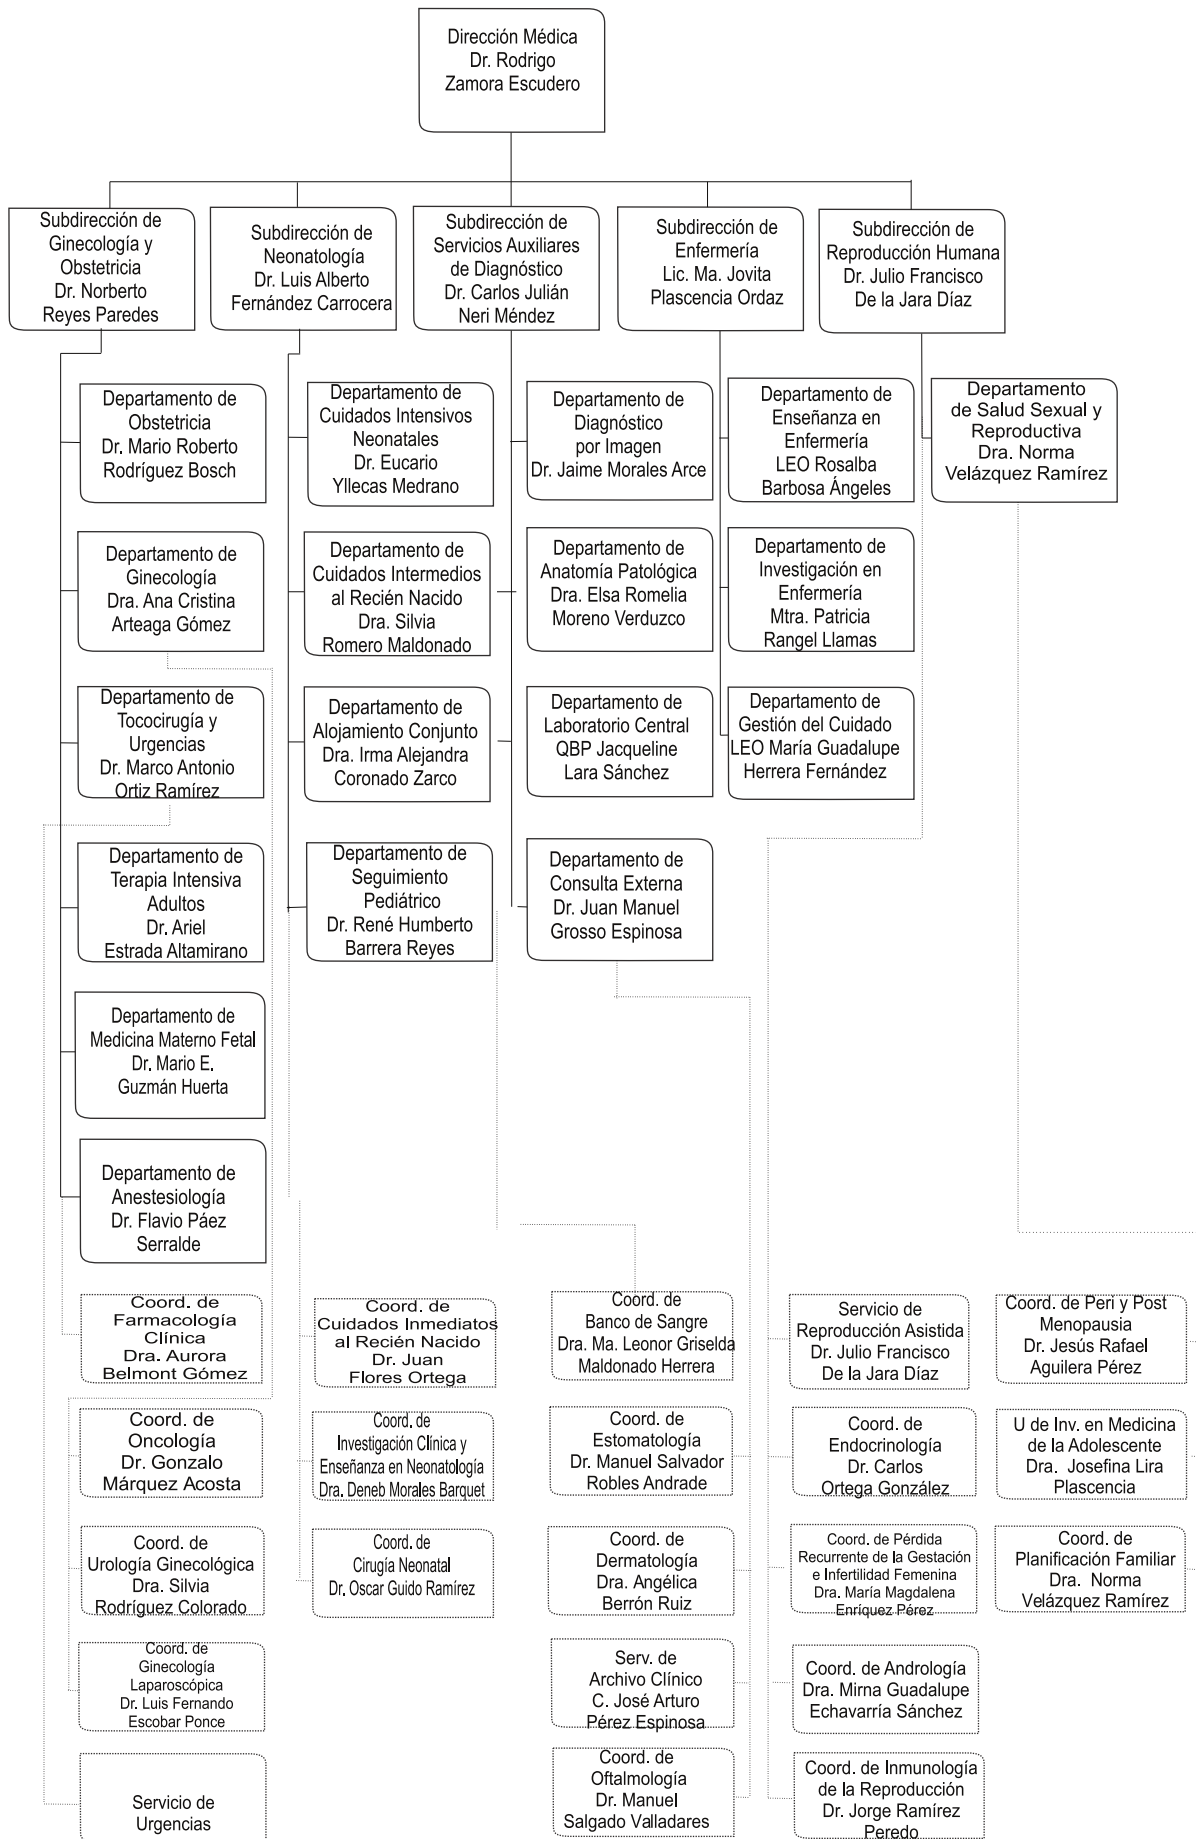 Dirección Médica
Dr. Rodrigo
Zamora Escudero
Subdirección de
Ginecología y
Obstetricia
Dr. Norberto
Reyes Paredes
Subdirección de
Neonatología
Dr. Luis Alberto
Fernández Carrocera
Subdirección de
Servicios Auxiliares
de Diagnóstico
Dr. Carlos Julián
Neri Méndez
Subdirección de
Enfermería
Lic. Ma. Jovita
Plascencia Ordaz
Subdirección de
Reproducción Humana
Dr. Julio Francisco
De la Jara Díaz
Departamento de
Obstetricia
Dr. Mario Roberto
Rodríguez Bosch
Departamento de
Cuidados Intensivos
Neonatales
Dr. Eucario
Yllecas Medrano
Departamento de
Diagnóstico
por Imagen
Dr. Jaime Morales Arce
Departamento de
Enseñanza en
Enfermería
LEO Rosalba
Barbosa Ángeles
Departamento
de Salud Sexual y
Reproductiva
Dra. Norma
Velázquez Ramírez
Departamento de
Ginecología
Dra. Ana Cristina
Arteaga Gómez
Departamento de
Cuidados Intermedios
al Recién Nacido
Dra. Silvia
Romero Maldonado
Departamento de
Anatomía Patológica
Dra. Elsa Romelia
Moreno Verduzco
Departamento de
Investigación en
Enfermería
Mtra. Patricia
Rangel Llamas
Departamento de
Tococirugía y
Urgencias
Dr. Marco Antonio
Ortiz Ramírez
Departamento de
Alojamiento Conjunto
Dra. Irma Alejandra
Coronado Zarco
Departamento de
Laboratorio Central
QBP Jacqueline
Lara Sánchez
Departamento de
Gestión del Cuidado
LEO María Guadalupe
Herrera Fernández
Departamento de
Terapia Intensiva
Adultos
Dr. Ariel
Estrada Altamirano
Departamento de
Seguimiento
Pediátrico
Dr. René Humberto
Barrera Reyes
Departamento de
Consulta Externa
Dr. Juan Manuel
Grosso Espinosa
Departamento de
Medicina Materno Fetal
Dr. Mario E.
Guzmán Huerta
Departamento de
Anestesiología
Dr. Flavio Páez
Serralde
Coord. de
Farmacología
Clínica
Dra. Aurora
Belmont Gómez
Coord. de
Cuidados Inmediatos
al Recién Nacido
Dr. Juan
Flores Ortega
Coord. de
Banco de Sangre
Dra. Ma. Leonor Griselda
Maldonado Herrera
Servicio de
Reproducción Asistida
Dr. Julio Francisco
De la Jara Díaz
Coord. de Peri y Post
Menopausia
Dr. Jesús Rafael
Aguilera Pérez
Coord. de
Oncología
Dr. Gonzalo
Márquez Acosta
Coord. de
Investigación Clínica y
Enseñanza en Neonatología
Dra. Deneb Morales Barquet
Coord. de
Estomatología
Dr. Manuel Salvador
Robles Andrade
Coord. de
Endocrinología
Dr. Carlos
Ortega González
U de Inv. en Medicina
de la Adolescente
Dra. Josefina Lira
Plascencia
Coord. de
Urología Ginecológica
Dra. Silvia
Rodríguez Colorado
Coord. de
Cirugía Neonatal
Dr. Oscar Guido Ramírez
Coord. de
Dermatología
Dra. Angélica
Berrón Ruiz
Coord. de Pérdida
Recurrente de la Gestación
e Infertilidad Femenina
Dra. María Magdalena
Enríquez Pérez
Coord. de
Planificación Familiar
Dra. Norma
Velázquez Ramírez
Coord. de
Ginecología
Laparoscópica
Dr. Luis Fernando
Escobar Ponce
Serv. de
Archivo Clínico
C. José Arturo
Pérez Espinosa
Coord. de Andrología
Dra. Mirna Guadalupe
Echavarría Sánchez
Servicio de
Urgencias
Coord. de
Oftalmología
Dr. Manuel
Salgado Valladares
Coord. de Inmunología
de la Reproducción
Dr. Jorge Ramírez
Peredo